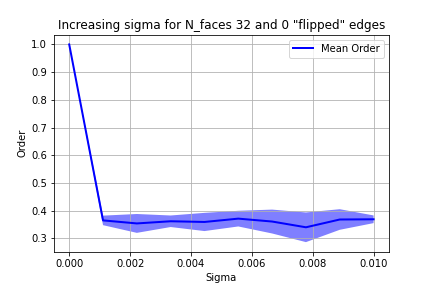 Increasing sigma for N_faces 32 and 0 "flipped" edges
Mean Order
1.0
0.9
0.8
0.7
0.6
0.5
0.4
0.3
Order
0.000 0.002 0.004 0.006 0.008 0.010
Sigma